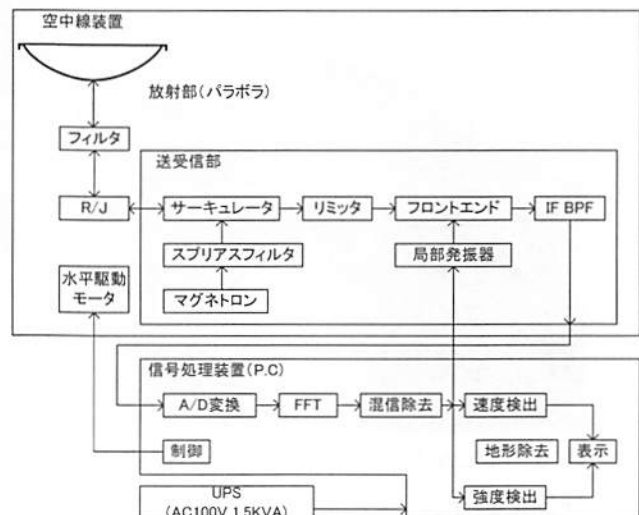 空中線装置
放射部(パラボラ)
フィルタ
送受信部
R/J
サーキュレータ
リミッタ
フロントエンド
IF BPF
スプリアスフィルタ
局部発振器
水平駆動
モータ
マグネトロン
信号処理装置(P.C)
A/D変換
FFT
混信除去
速度検出
制御
地形除去
表示
UPS
(AC100V 1.5KVA)
強度検出